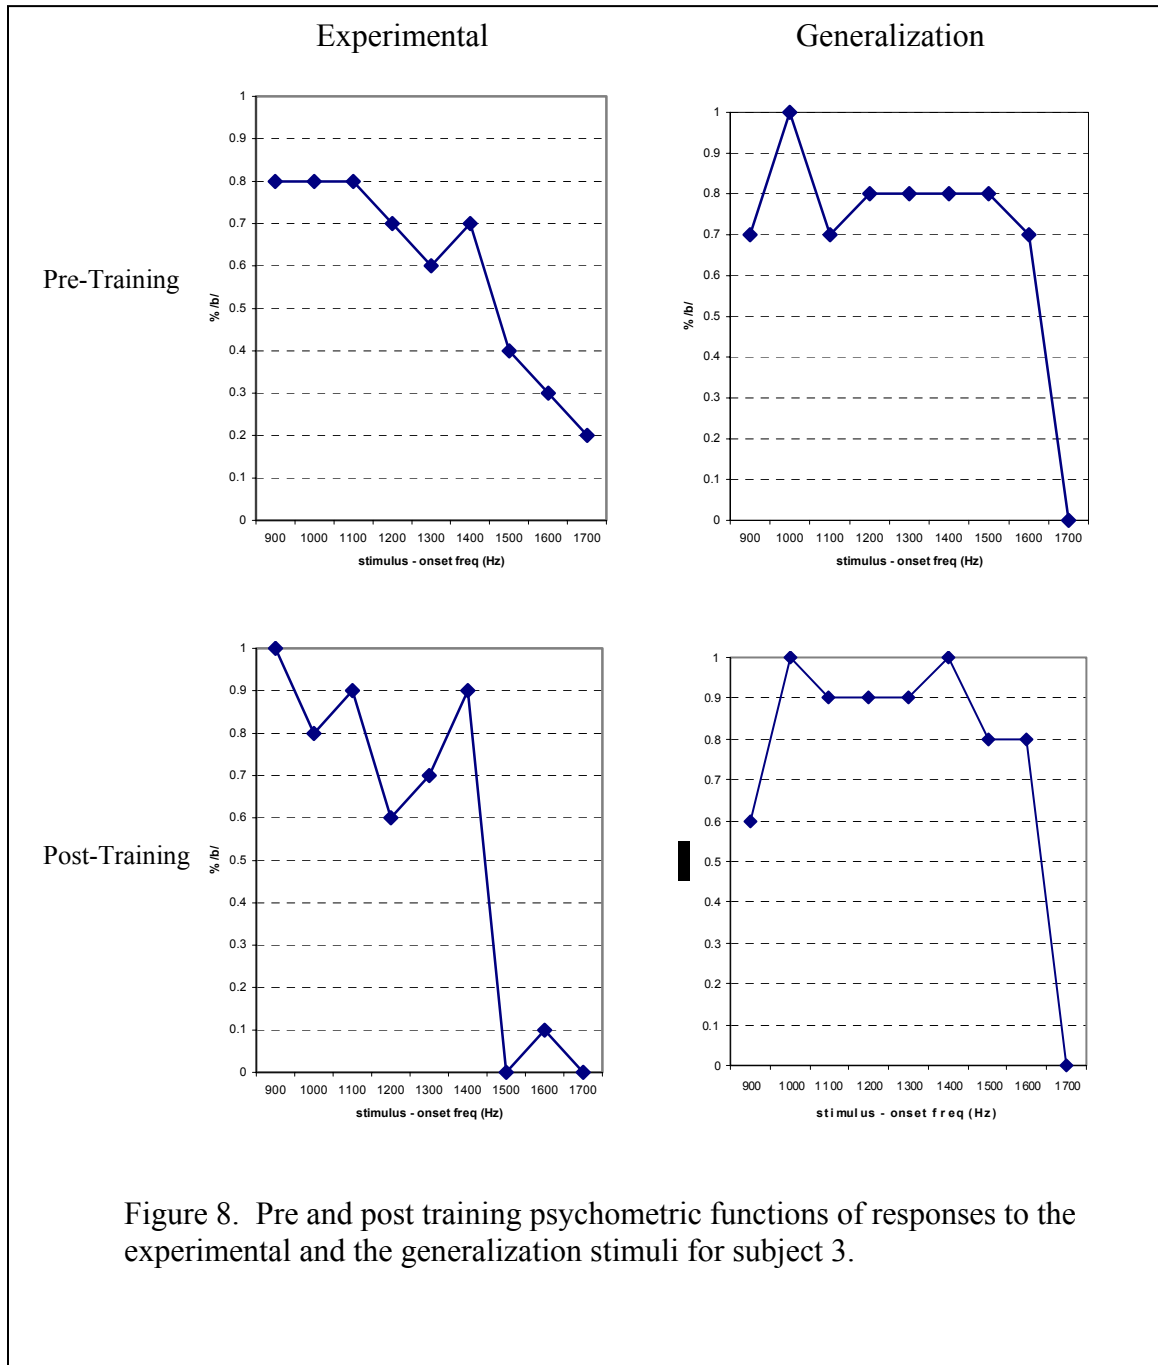 Experimental
Generalization
Pre-Training
1
0.9
0.8
0.7
0.6
0.5
0.4
0.3
0.2
0.1
0
% /b/
900 1000 1100 1200 1300 1400 1500 1600 1700
stimulus - onset freq (Hz)
1
0.9
0.8
0.7
0.6
0.5
0.4
0.3
0.2
0.1
0
% /b/
900 1000 1100 1200 1300 1400 1500 1600 1700
stimulus - onset freq (Hz)
Post-Training
1
0.9
0.8
0.7
0.6
0.5
0.4
0.3
0.2
0.1
0
% /b/
900 1000 1100 1200 1300 1400 1500 1600 1700
stimulus - onset freq (Hz)
1
0.9
0.8
0.7
0.6
0.5
0.4
0.3
0.2
0.1
0
900 1000 1100 1200 1300 1400 1500 1600 1700
stimulus - onset freq (Hz)
Figure 8. Pre and post training psychometric functions of responses to the
experimental and the generalization stimuli for subject 3.